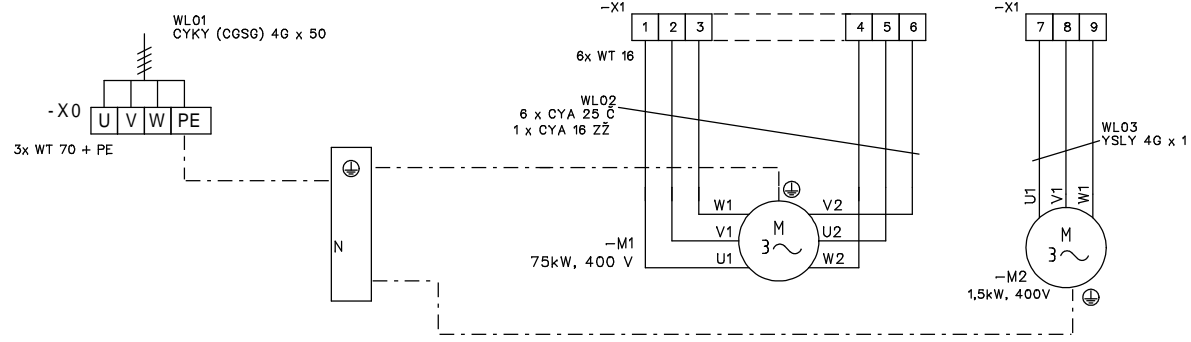 WL01
CYKY (CGSG) 4G x 50
-X0
U V W PE
3x WT 70 + PE
N
-X1
1 2 3 4 5 6
6x WT 16
WL02
6 x CYA 25 Č
1 x CYA 16 ZŽ
W1 V2
V1 U2
U1 W2
M
3~
-M1
75kW, 400 V
-X1
7 8 9
WL03
YSLY 4G x 1
U1 V1 W1
M
3~
-M2
1,5kW, 400V